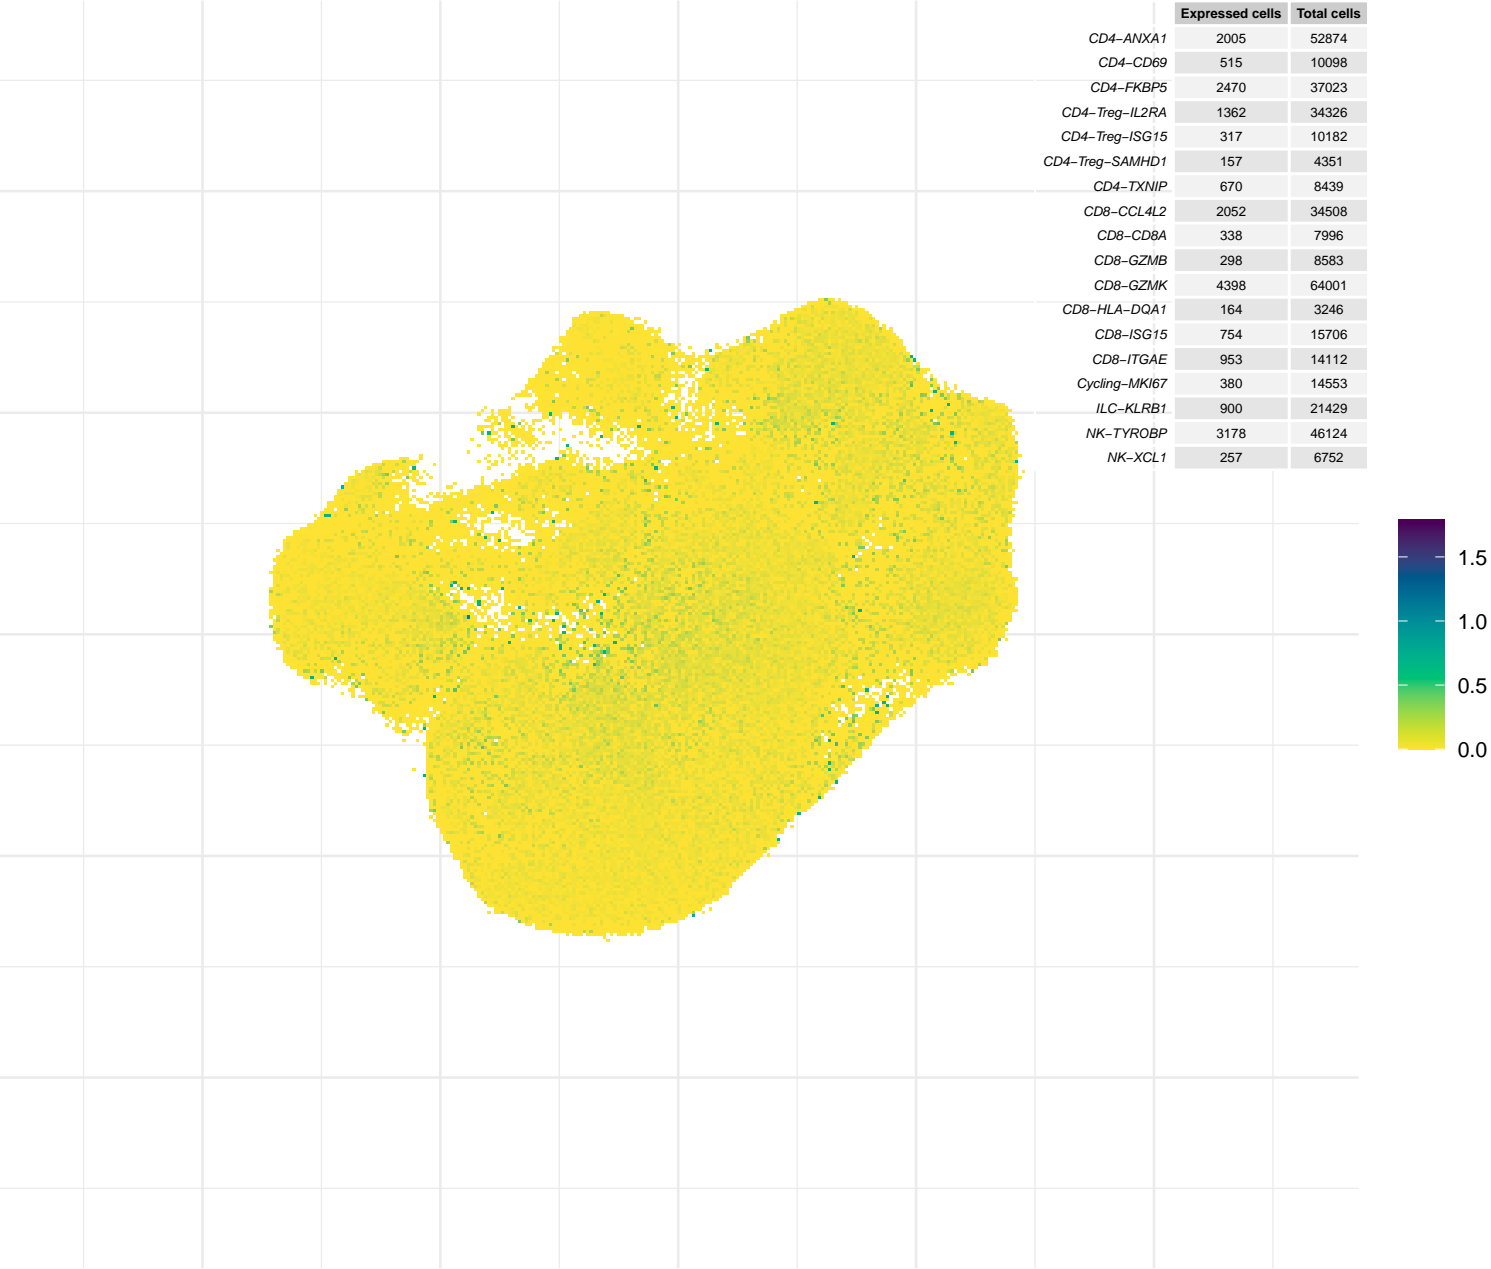 Expressed cells Total cells
CD4−ANXA1 2005 52874
CD4−CD69 515 10098
CD4−FKBP5 2470 37023
CD4−Treg−IL2RA 1362 34326
CD4−Treg−ISG15 317 10182
CD4−Treg−SAMHD1 157 4351
CD4−TXNIP 670 8439
CD8−CCL4L2 2052 34508
CD8−CD8A 338 7996
CD8−GZMB 298 8583
CD8−GZMK 4398 64001
CD8−HLA−DQA1 164 3246
CD8−ISG15 754 15706
CD8−ITGAE 953 14112
Cycling−MKI67 380 14553
ILC−KLRB1 900 21429
NK−TYROBP 3178 46124
NK−XCL1 257 6752
1.5
1.0
0.5
0.0